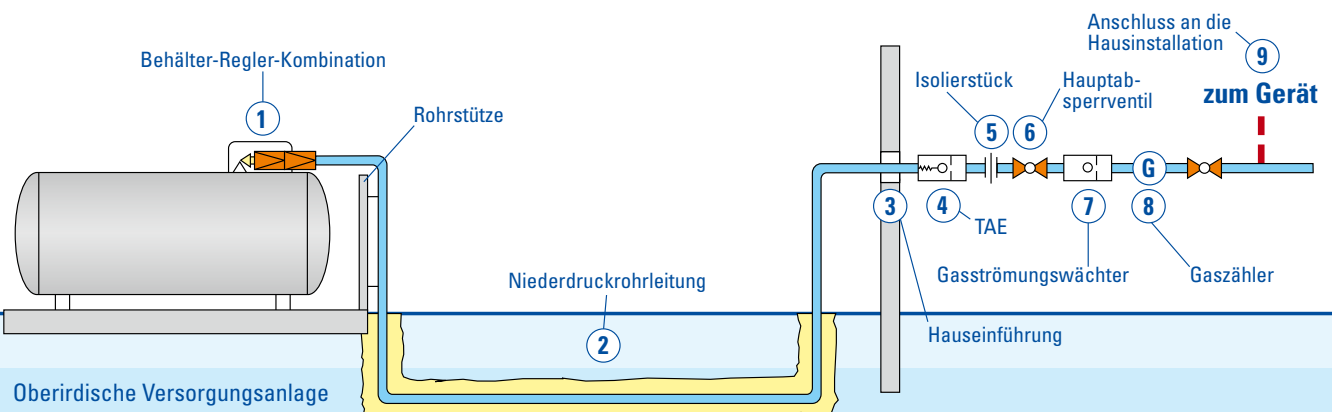 Anschluss an die
Hausinstallation
9
zum Gerät
Behälter-Regler-Kombination
1
Rohrstütze
Isolierstück
5
Hauptab-
sperrventil
6
G
3
4
TAE
7
8
Gasströmungswächter
Gaszähler
Niederdruckrohrleitung
2
Hauseinführung
Oberirdische Versorgungsanlage